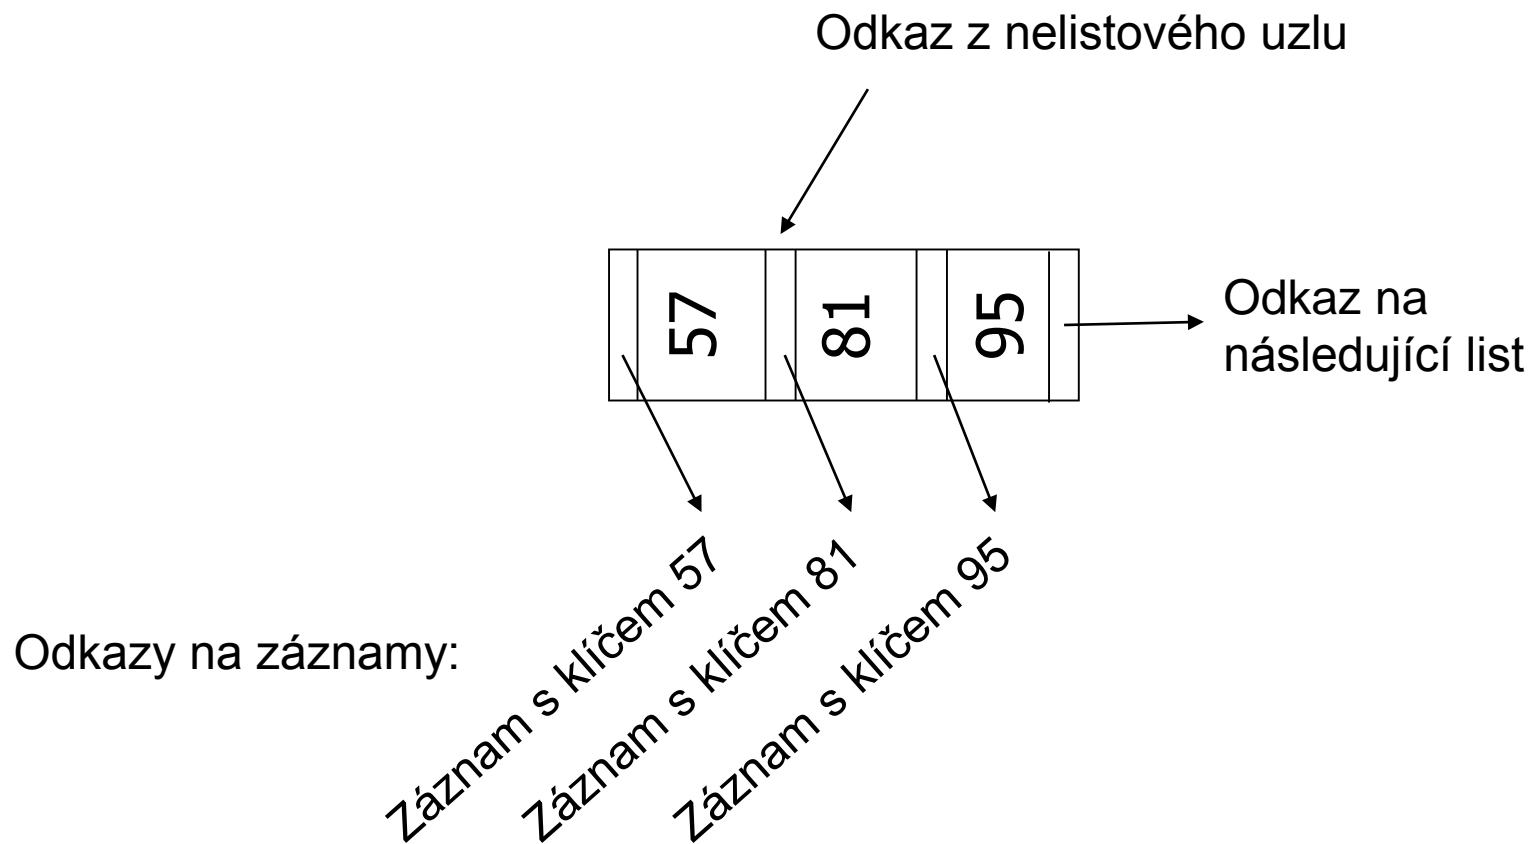 Odkaz z nelistového uzlu
57
81
95
Odkaz na
následující list
Odkazy na záznamy:
Záznam s klíčem 57
Záznam s klíčem 81
Záznam s klíčem 95